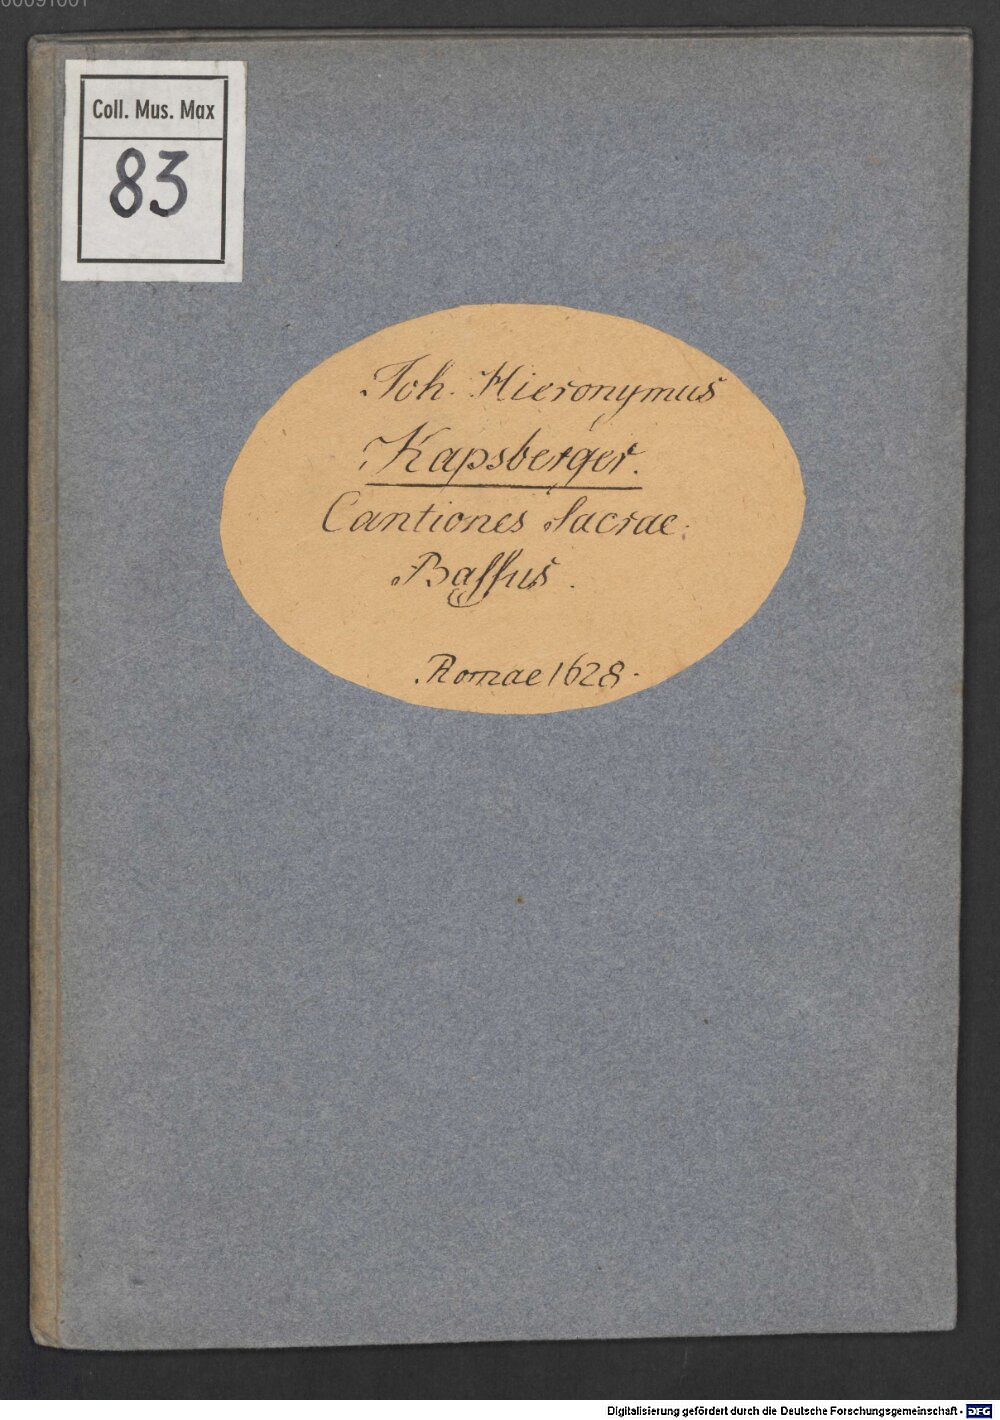 Coll. Mus. Max
83
Joh. Hieronymus
Kapsberger.
Cantiones sacrae.
Baſſus.
Romae 1628.
Digitalisierung gefördert durch die Deutsche Forschungsgemeinschaft - DFG